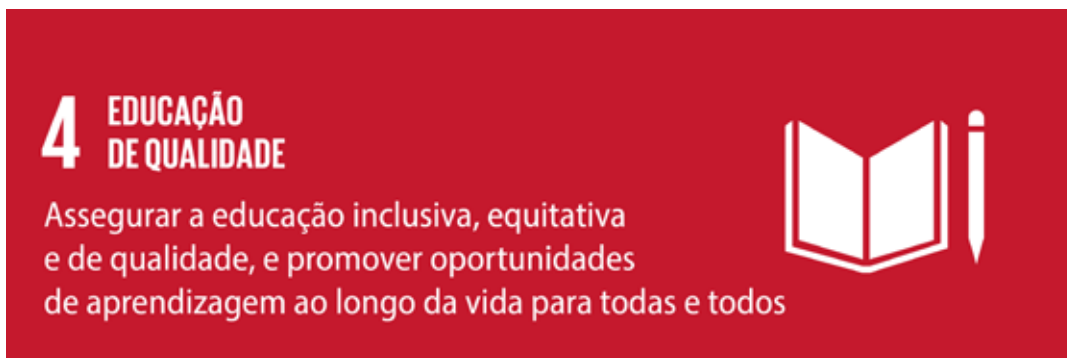 4 EDUCAÇÃO
DE QUALIDADE
Assegurar a educação inclusiva, equitativa
e de qualidade, e promover oportunidades
de aprendizagem ao longo da vida para todas e todos